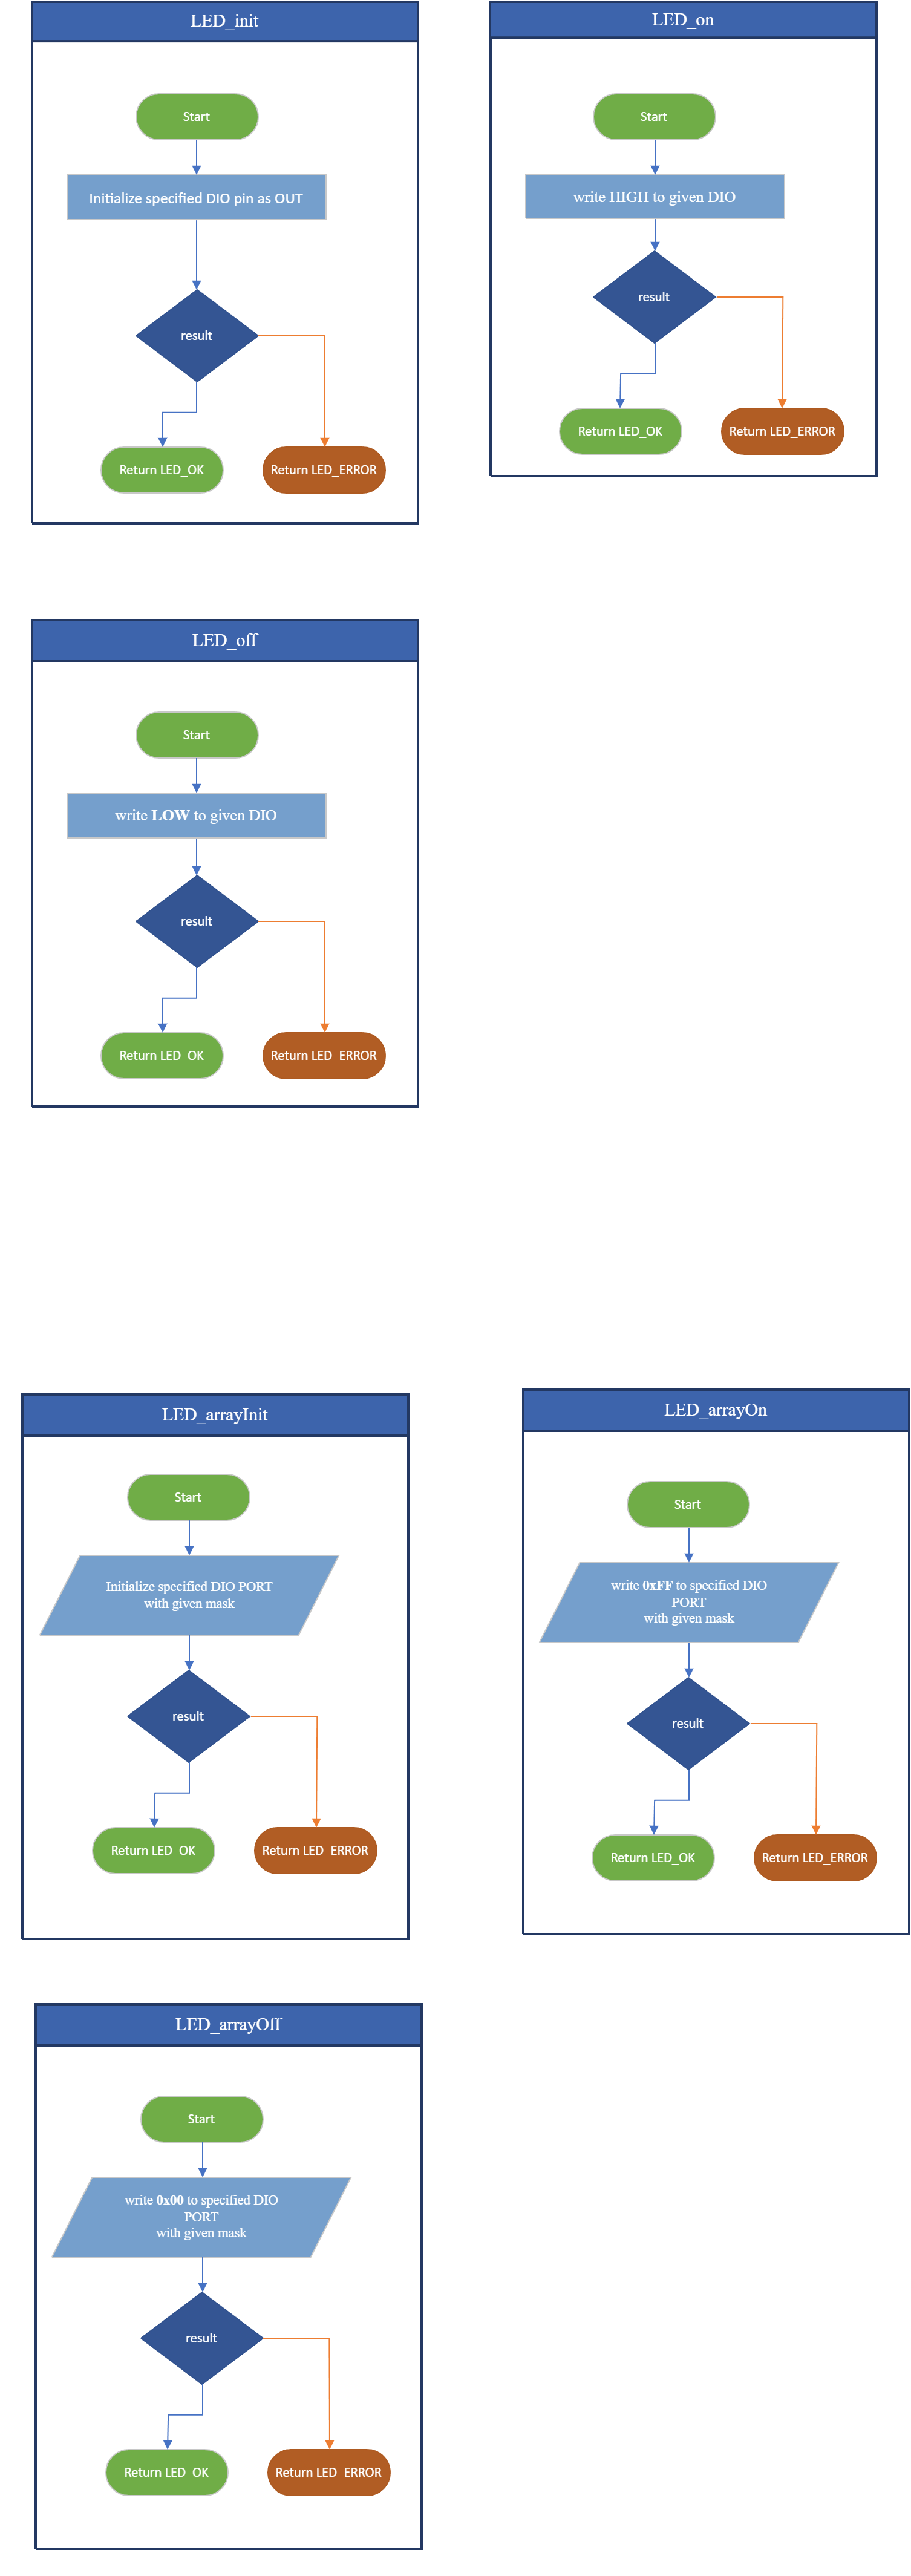 LED_init
Start
Initialize specified DIO pin as OUT
result
Return LED_OK
Return LED_ERROR
LED_on
Start
write HIGH to given DIO
result
Return LED_OK
Return LED_ERROR
LED_off
Start
write LOW to given DIO
result
Return LED_OK
Return LED_ERROR
LED_arrayInit
Start
Initialize specified DIO PORT
with given mask
result
Return LED_OK
Return LED_ERROR
LED_arrayOn
Start
write 0xFF to specified DIO
PORT
with given mask
result
Return LED_OK
Return LED_ERROR
LED_arrayOff
Start
write 0x00 to specified DIO
PORT
with given mask
result
Return LED_OK
Return LED_ERROR